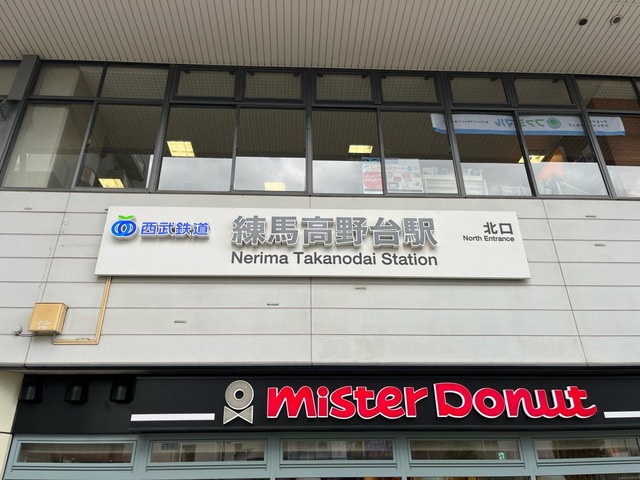 西武鉄道
練馬高野台駅
Nerima Takanodai Station
北口
North Entrance
mister Donut